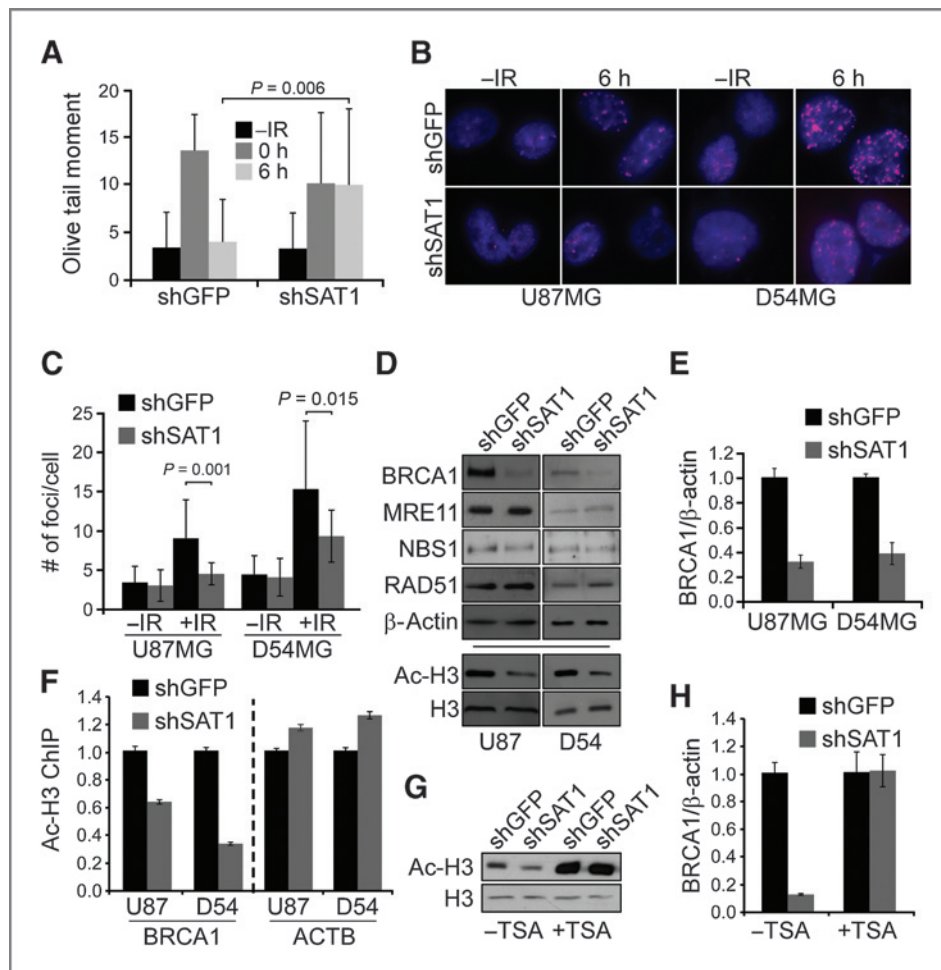 A
Olive tail moment
20
15
10
5
0
P = 0.006
–IR
0 h
6 h
shGFP shSAT1
B
–IR 6 h –IR 6 h
shGFP
shSAT1
U87MG D54MG
C
shGFP
shSAT1
# of foci/cell
25
20
15
10
5
0
P = 0.001
P = 0.015
–IR +IR –IR +IR
U87MG D54MG
D
shGFP shSAT1 shGFP shSAT1
BRCA1
MRE11
NBS1
RAD51
β-Actin
Ac-H3
H3
U87 D54
E
shGFP
shSAT1
BRCA1/β-actin
1.2
1.0
0.8
0.6
0.4
0.2
0.0
U87MG D54MG
F
shGFP
shSAT1
Ac-H3 ChIP
1.4
1.2
1.0
0.8
0.6
0.4
0.2
0.0
U87 D54 U87 D54
BRCA1 ACTB
G
shGFP shSAT1 shGFP shSAT1
Ac-H3
H3
–TSA +TSA
H
shGFP
shSAT1
BRCA1/β-actin
1.2
1.0
0.8
0.6
0.4
0.2
0.0
–TSA +TSA